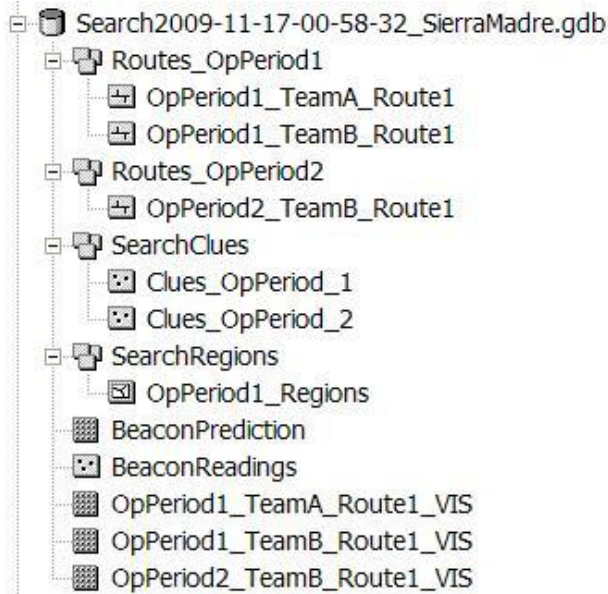 Search2009-11-17-00-58-32_SierraMadre.gdb
Routes_OpPeriod1
OpPeriod1_TeamA_Route1
OpPeriod1_TeamB_Route1
Routes_OpPeriod2
OpPeriod2_TeamB_Route1
SearchClues
Clues_OpPeriod_1
Clues_OpPeriod_2
SearchRegions
OpPeriod1_Regions
BeaconPrediction
BeaconReadings
OpPeriod1_TeamA_Route1_VIS
OpPeriod1_TeamB_Route1_VIS
OpPeriod2_TeamB_Route1_VIS